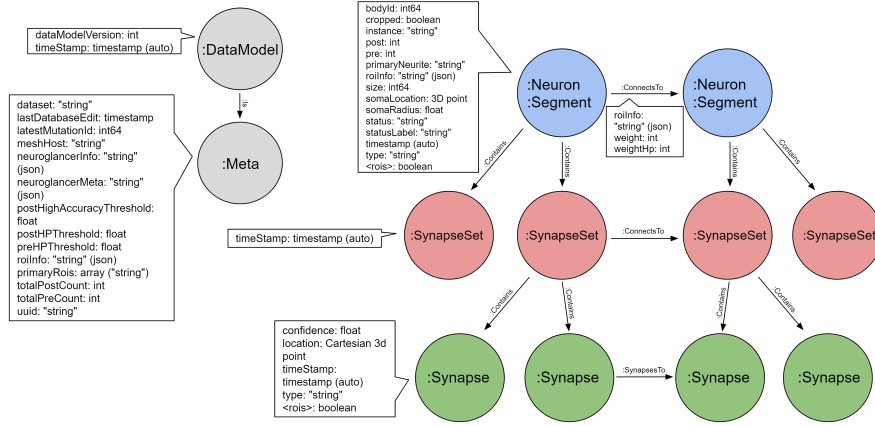 dataModelVersion: int
timeStamp: timestamp (auto)
:DataModel
:Is
dataset: "string"
lastDatabaseEdit: timestamp
latestMutationId: int64
meshHost: "string"
neuroglancerInfo: "string"
(json)
neuroglancerMeta: "string"
(json)
postHighAccuracyThreshold:
float
postHPThreshold: float
preHPThreshold: float
roiInfo: "string" (json)
primaryRois: array ("string")
totalPostCount: int
totalPreCount: int
uuid: "string"
:Meta
bodyId: int64
cropped: boolean
instance: "string"
post: int
pre: int
primaryNeurite: "string"
roiInfo: "string" (json)
size: int64
somaLocation: 3D point
somaRadius: float
status: "string"
statusLabel: "string"
timestamp (auto)
type: "string"
<rois>: boolean
:Neuron
:Segment
:ConnectsTo
:Neuron
:Segment
roiInfo:
"string" (json)
weight: int
weightHp: int
:Contains
:Contains
:Contains
:Contains
timeStamp: timestamp (auto)
:SynapseSet
:SynapseSet
:ConnectsTo
:SynapseSet
:SynapseSet
:Contains
:Contains
:Contains
:Contains
confidence: float
location: Cartesian 3d
point
timeStamp:
timestamp (auto)
type: "string"
<rois>: boolean
:Synapse
:Synapse
:SynapsesTo
:Synapse
:Synapse